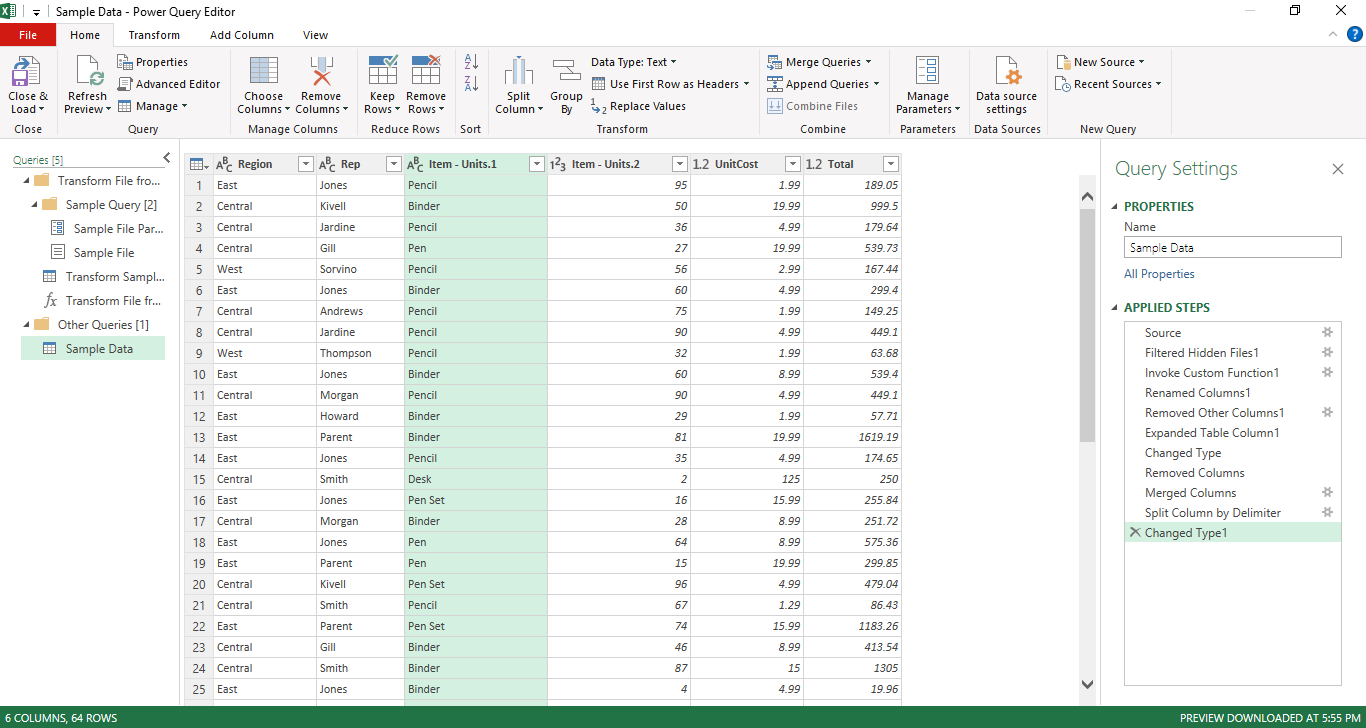 Sample Data - Power Query Editor
File Home Transform Add Column View
Close & Load
Close
Refresh Preview
Properties
Advanced Editor
Manage
Query
Choose Columns
Remove Columns
Manage Columns
Keep Rows
Remove Rows
Reduce Rows
Sort
Split Column
Group By
Data Type: Text
Use First Row as Headers
Replace Values
Transform
Merge Queries
Append Queries
Combine Files
Combine
Manage Parameters
Parameters
Data source settings
Data Sources
New Source
Recent Sources
New Query
Queries [5]
Transform File fro...
Sample Query [2]
Sample File Par...
Sample File
Transform Sampl...
fx Transform File fr...
Other Queries [1]
Sample Data
ABC Region ABC Rep ABC Item - Units.1 123 Item - Units.2 1.2 UnitCost 1.2 Total
1 East Jones Pencil 95 1.99 189.05
2 Central Kivell Binder 50 19.99 999.5
3 Central Jardine Pencil 36 4.99 179.64
4 Central Gill Pen 27 19.99 539.73
5 West Sorvino Pencil 56 2.99 167.44
6 East Jones Binder 60 4.99 299.4
7 Central Andrews Pencil 75 1.99 149.25
8 Central Jardine Pencil 90 4.99 449.1
9 West Thompson Pencil 32 1.99 63.68
10 East Jones Binder 60 8.99 539.4
11 Central Morgan Pencil 90 4.99 449.1
12 East Howard Binder 29 1.99 57.71
13 East Parent Binder 81 19.99 1619.19
14 East Jones Pencil 35 4.99 174.65
15 Central Smith Desk 2 125 250
16 East Jones Pen Set 16 15.99 255.84
17 Central Morgan Binder 28 8.99 251.72
18 East Jones Pen 64 8.99 575.36
19 East Parent Pen 15 19.99 299.85
20 Central Kivell Pen Set 96 4.99 479.04
21 Central Smith Pencil 67 1.29 86.43
22 East Parent Pen Set 74 15.99 1183.26
23 Central Gill Binder 46 8.99 413.54
24 Central Smith Binder 87 15 1305
25 East Jones Binder 4 4.99 19.96
Query Settings
PROPERTIES
Name
Sample Data
All Properties
APPLIED STEPS
Source
Filtered Hidden Files1
Invoke Custom Function1
Renamed Columns1
Removed Other Columns1
Expanded Table Column1
Changed Type
Removed Columns
Merged Columns
Split Column by Delimiter
Changed Type1
6 COLUMNS, 64 ROWS
PREVIEW DOWNLOADED AT 5:55 PM